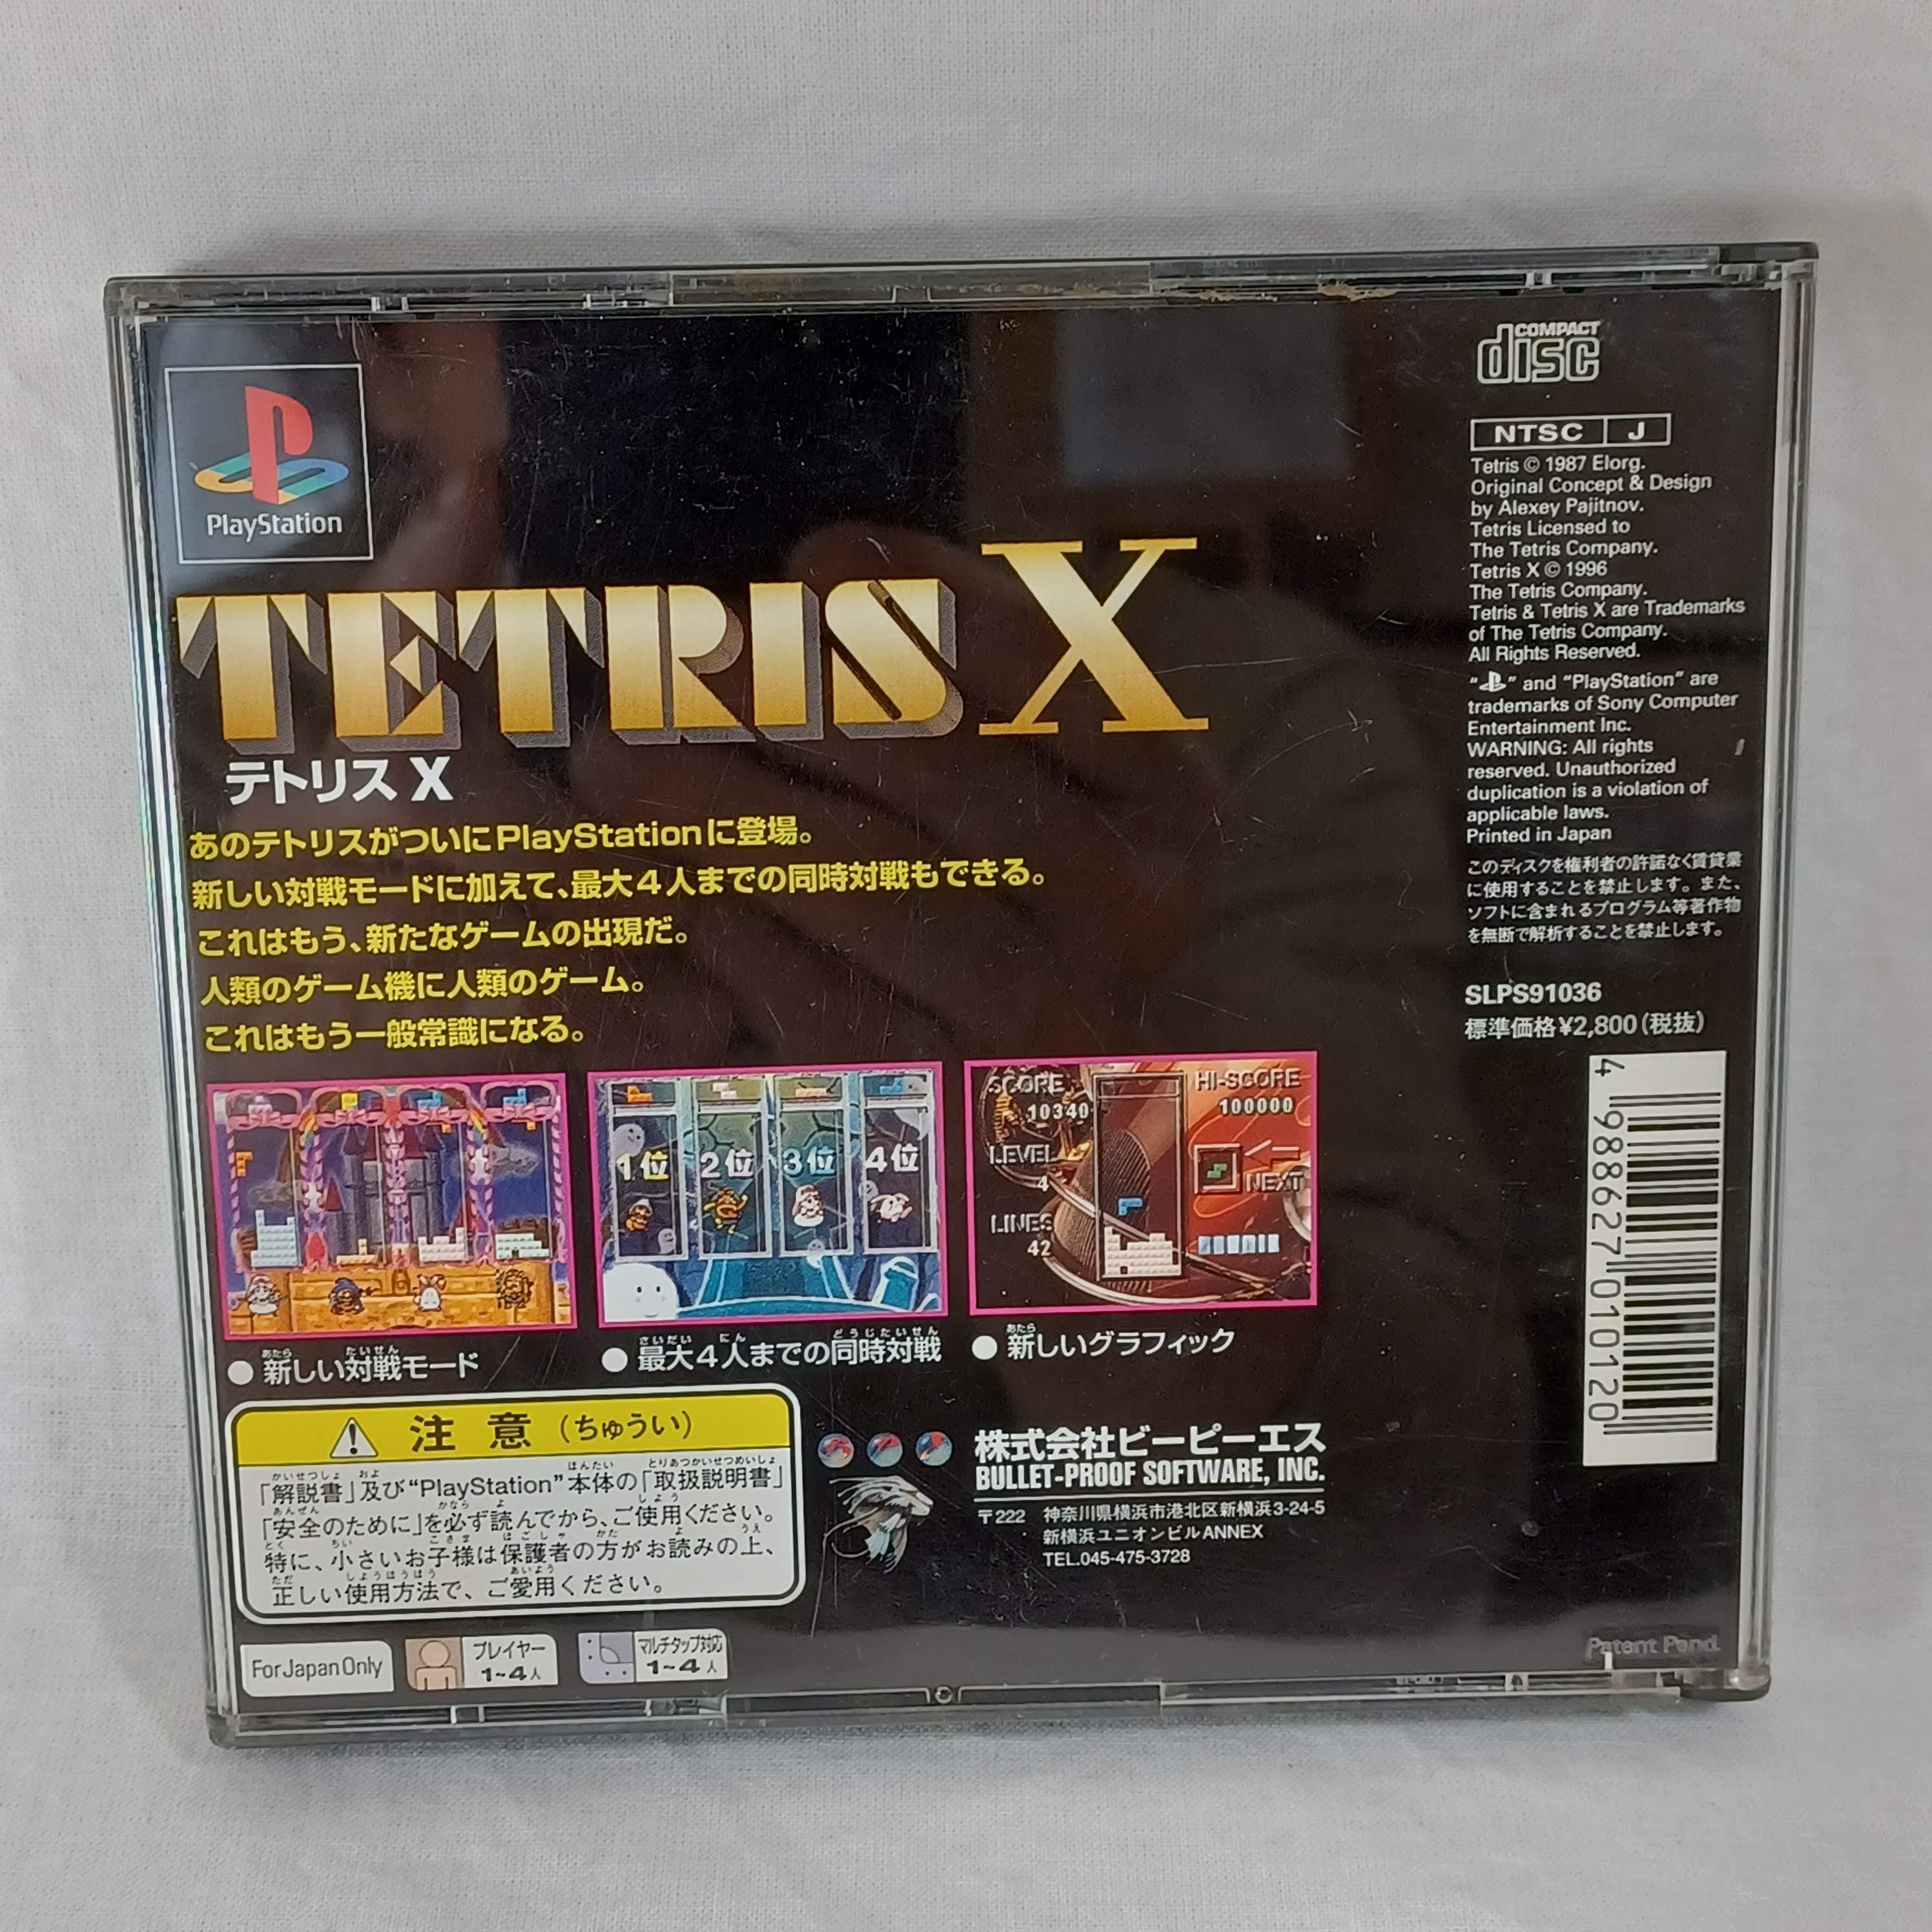 PlayStation
TETRIS X
テトリスX
あのテトリスがついにPlayStationに登場。
新しい対戦モードに加えて、最大4人までの同時対戦もできる。
これはもう、新たなゲームの出現だ。
人類のゲーム機に人類のゲーム。
これはもう一般常識になる。
1位 2位 3位 4位
SCORE
10340
HI-SCORE
100000
LEVEL
4
NEXT
LINES
42
● 新しい対戦モード
● 最大4人までの同時対戦
● 新しいグラフィック
注意(ちゅうい)
「解説書」及び“PlayStation”本体の「取扱説明書」
「安全のために」を必ず読んでから、ご使用ください。
特に、小さいお子様は保護者の方がお読みの上、
正しい使用方法で、ご愛用ください。
For Japan Only
プレイヤー
1~4人
マルチタップ対応
1~4人
株式会社ビーピーエス
BULLET-PROOF SOFTWARE, INC.
〒222 神奈川県横浜市港北区新横浜3-24-5
新横浜ユニオンビルANNEX
TEL.045-475-3728
COMPACT
disc
NTSC J
Tetris © 1987 Elorg.
Original Concept & Design
by Alexey Pajitnov.
Tetris Licensed to
The Tetris Company.
Tetris X © 1996
The Tetris Company.
Tetris & Tetris X are Trademarks
of The Tetris Company.
All Rights Reserved.
“ ” and “PlayStation” are
trademarks of Sony Computer
Entertainment Inc.
WARNING: All rights
reserved. Unauthorized
duplication is a violation of
applicable laws.
Printed in Japan
このディスクを権利者の許諾なく賃貸業
に使用することを禁止します。また、
ソフトに含まれるプログラム等著作物
を無断で解析することを禁止します。
SLPS91036
標準価格¥2,800(税抜)
4 988627 010120
Patent Pend.